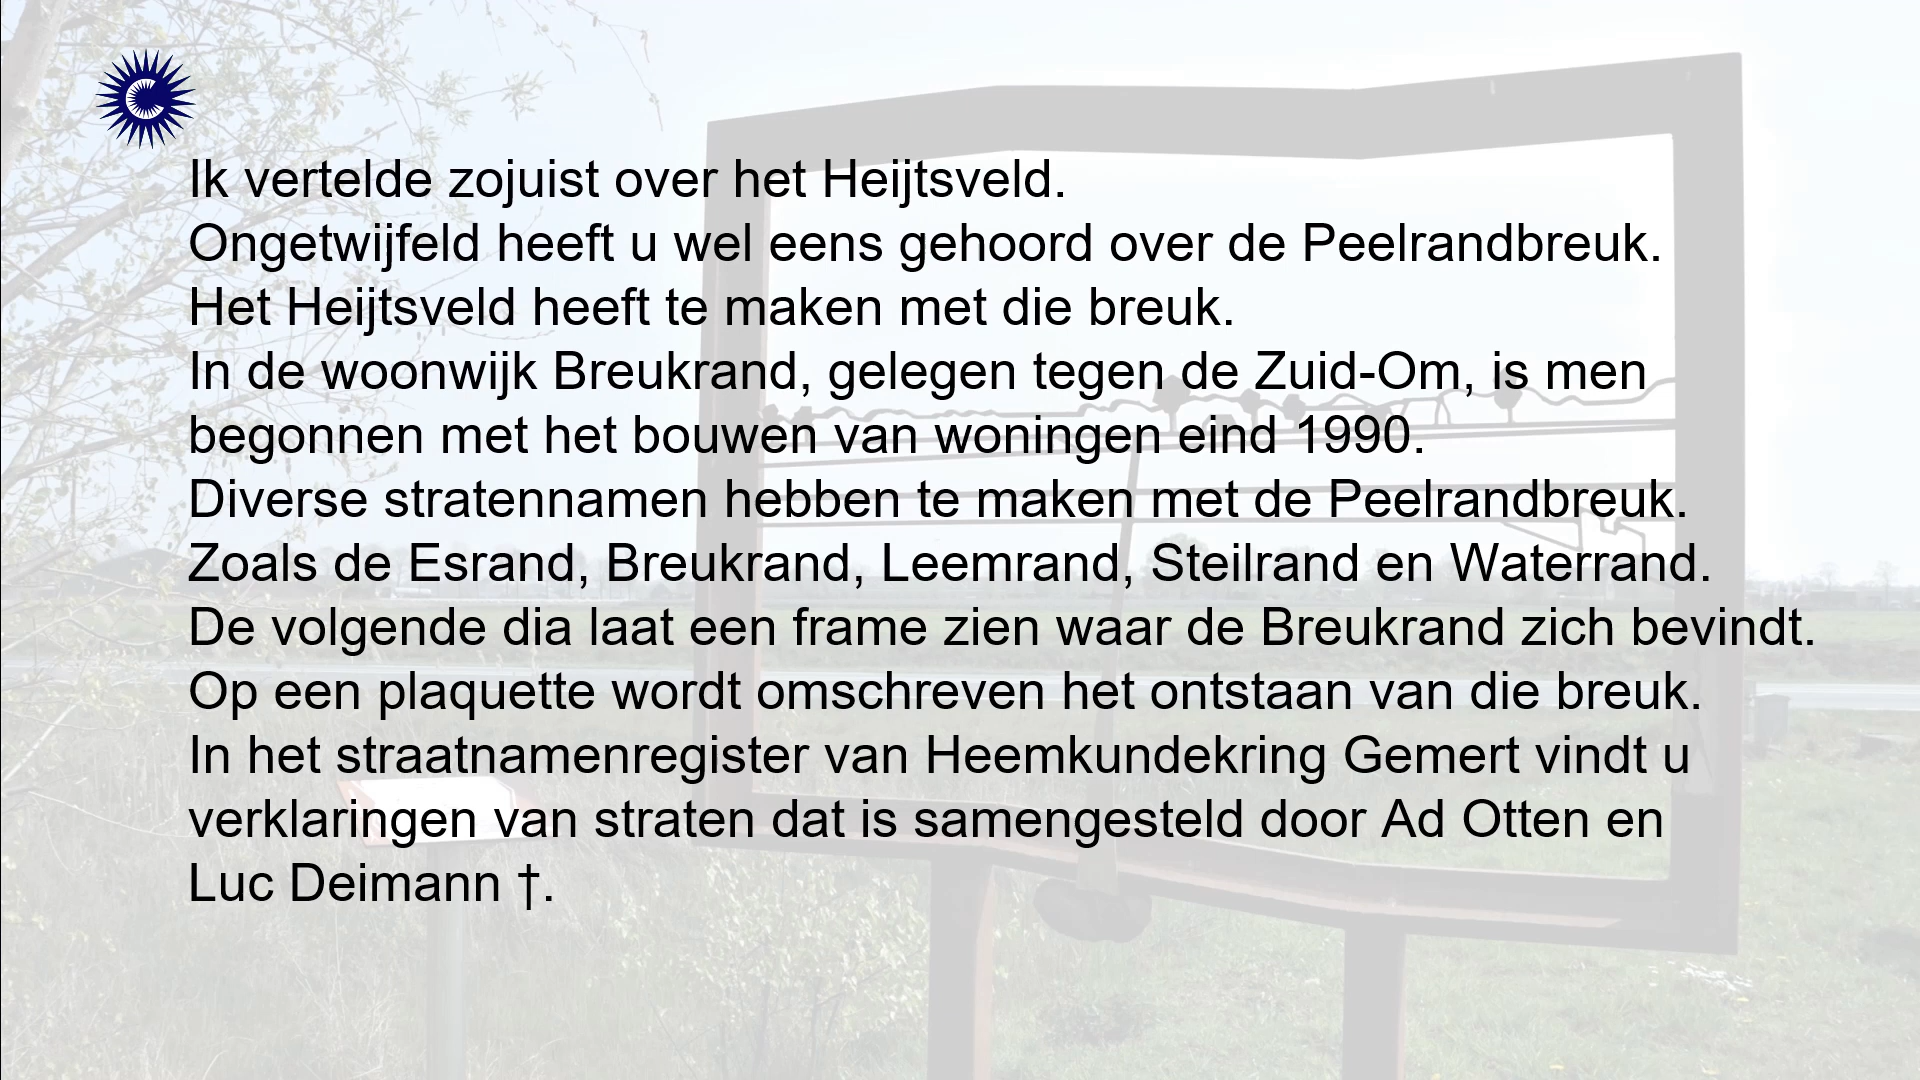 Ik vertelde zojuist over het Heijtsveld.
Ongetwijfeld heeft u wel eens gehoord over de Peelrandbreuk.
Het Heijtsveld heeft te maken met die breuk.
In de woonwijk Breukrand, gelegen tegen de Zuid-Om, is men
begonnen met het bouwen van woningen eind 1990.
Diverse stratennamen hebben te maken met de Peelrandbreuk.
Zoals de Esrand, Breukrand, Leemrand, Steilrand en Waterrand.
De volgende dia laat een frame zien waar de Breukrand zich bevindt.
Op een plaquette wordt omschreven het ontstaan van die breuk.
In het straatnamenregister van Heemkundekring Gemert vindt u
verklaringen van straten dat is samengesteld door Ad Otten en
Luc Deimann †.